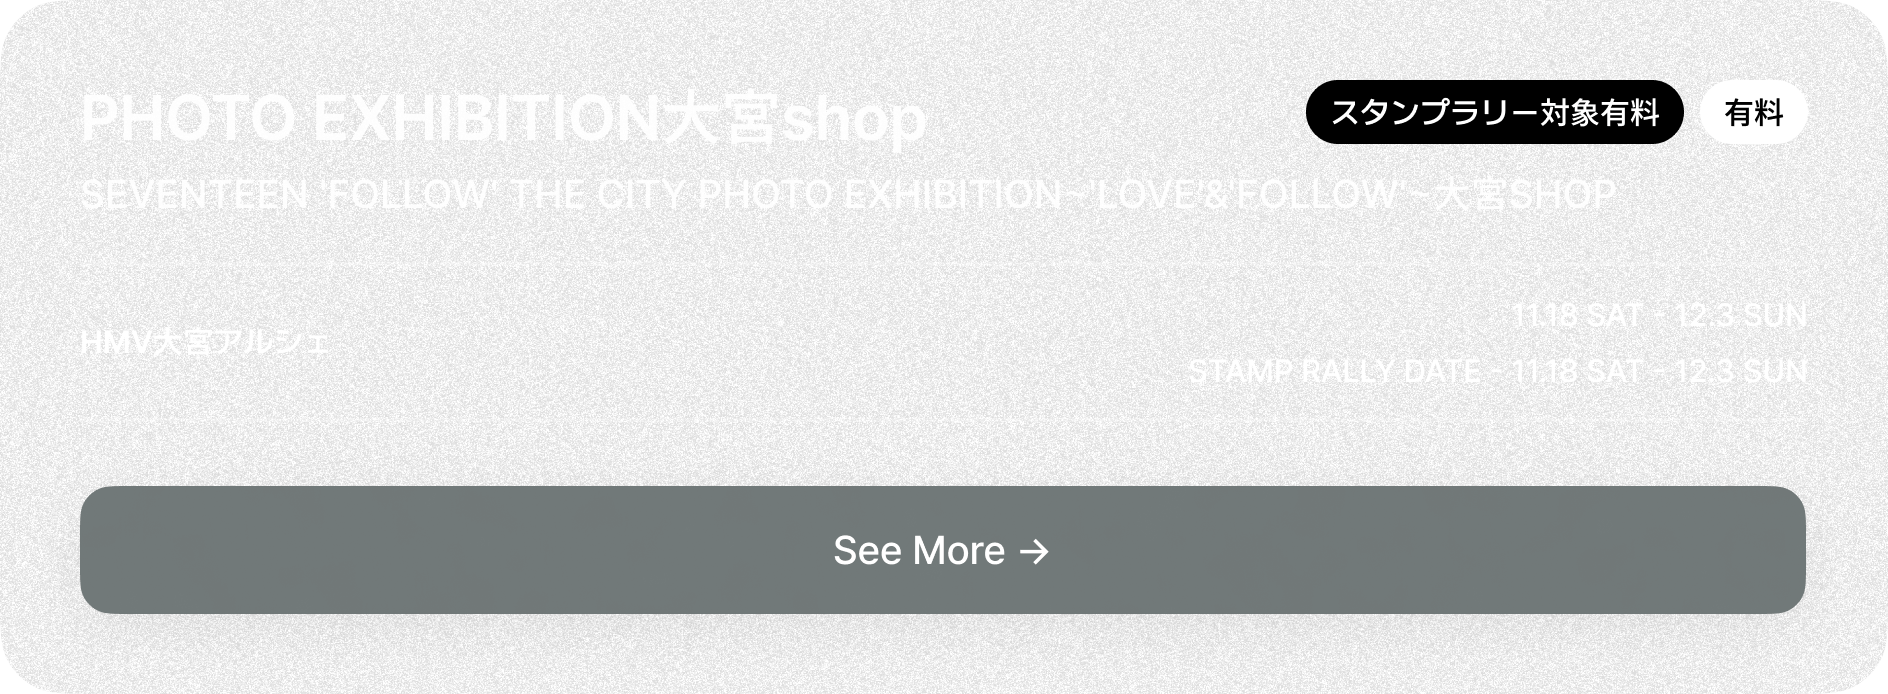 PHOTO EXHIBITION大宮shop
スタンプラリー対象有料
有料
SEVENTEEN 'FOLLOW' THE CITY PHOTO EXHIBITION~'LOVE'&'FOLLOW'~大宮SHOP
HMV大宮アルシェ
11.18 SAT - 12.3 SUN
STAMP RALLY DATE - 11.18 SAT - 12.3 SUN
See More →